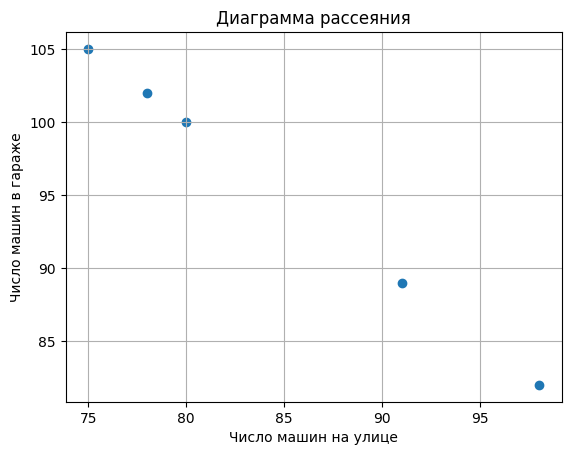 Диаграмма рассеяния
105
100
95
90
85
Число машин в гараже
75 80 85 90 95
Число машин на улице